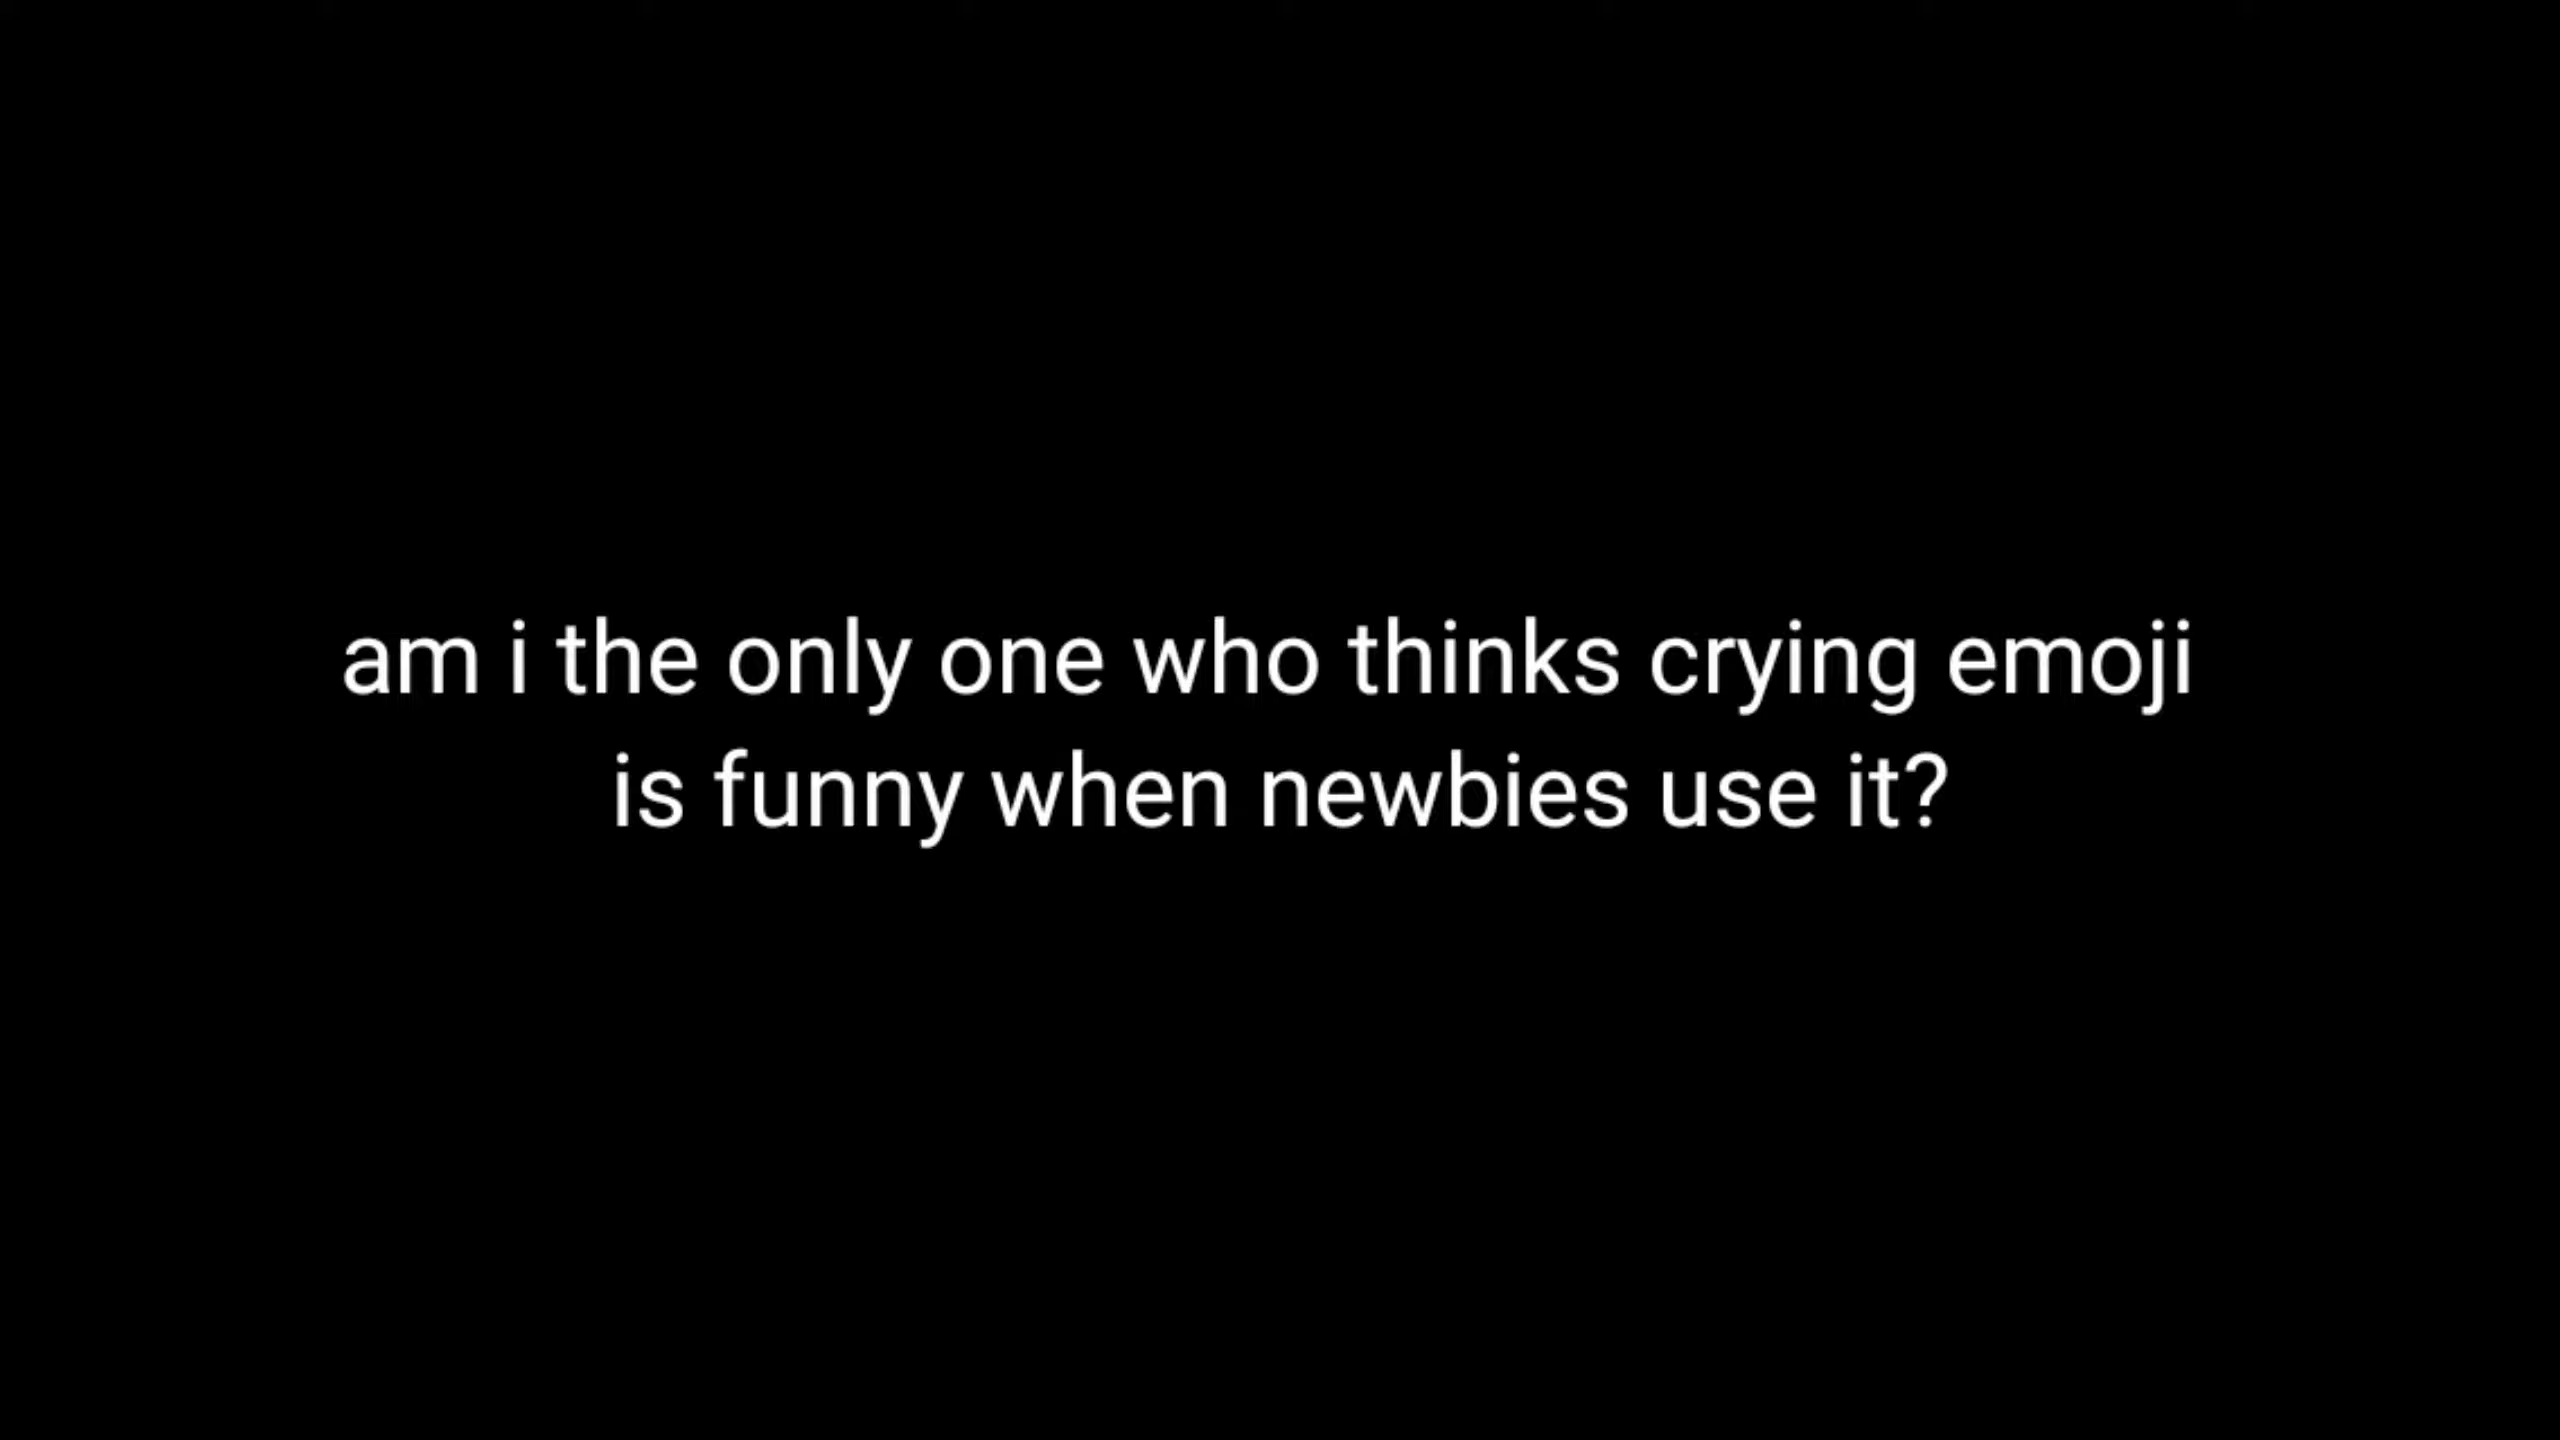 am i the only one who thinks crying emoji
is funny when newbies use it?